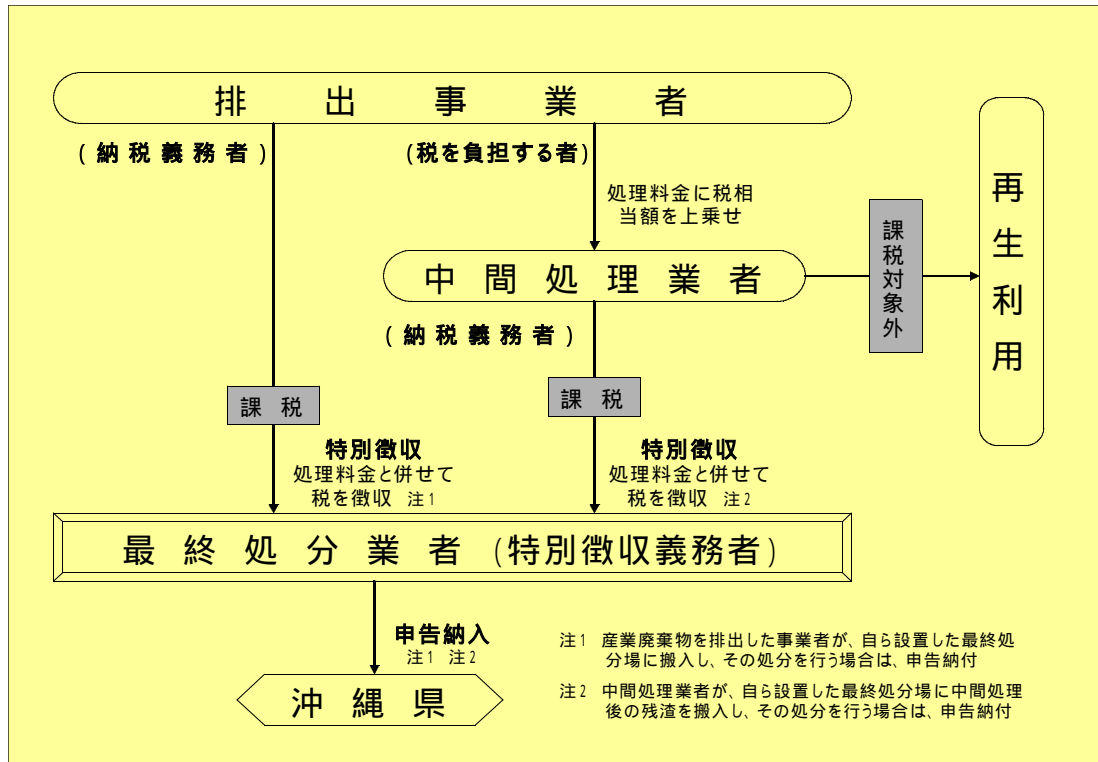 排出事業者
(納税義務者)
(税を負担する者)
処理料金に税相
当額を上乗せ
中間処理業者
(納税義務者)
課税対象外
再生利用
課税
課税
特別徴収
処理料金と併せて
税を徴収 注1
特別徴収
処理料金と併せて
税を徴収 注2
最終処分業者(特別徴収義務者)
申告納入
注1 注2
沖縄県
注1 産業廃棄物を排出した事業者が、自ら設置した最終処
分場に搬入し、その処分を行う場合は、申告納付
注2 中間処理業者が、自ら設置した最終処分場に中間処理
後の残渣を搬入し、その処分を行う場合は、申告納付